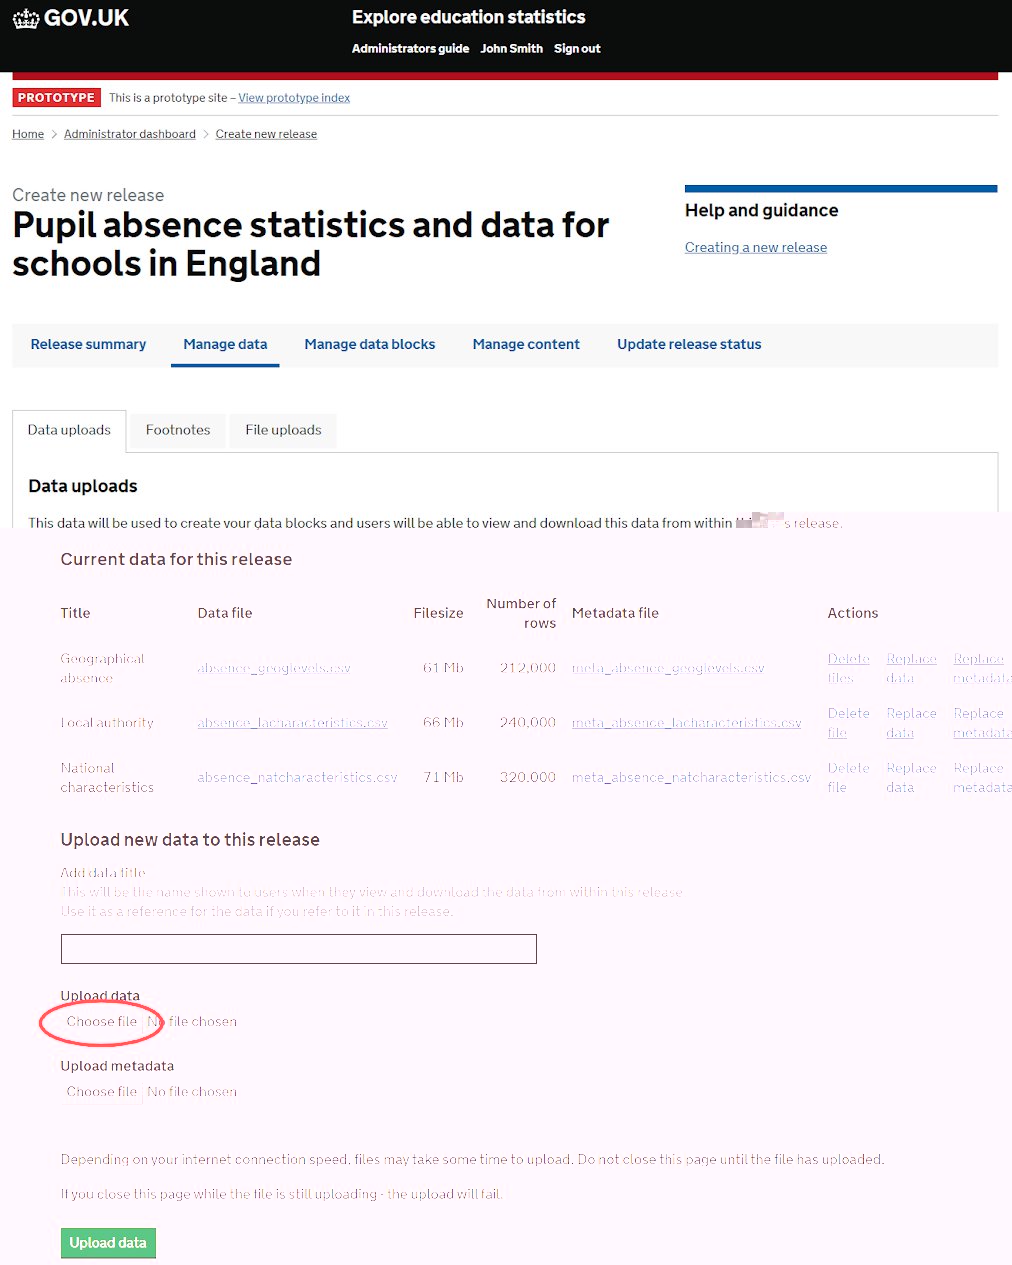 GOV.UK
Explore education statistics
Administrators guide John Smith Sign out
PROTOTYPE This is a prototype site – View prototype index
Home Administrator dashboard Create new release
Create new release
Pupil absence statistics and data for
schools in England
Help and guidance
Creating a new release
Release summary Manage data Manage data blocks Manage content Update release status
Data uploads Footnotes File uploads
Data uploads
This data will be used to create your data blocks and users will be able to view and download this data from within s release.
Current data for this release
Title Data file Filesize Number of rows Metadata file Actions
Geographical absence absence_geoglevels.csv 61 Mb 212,000 meta_absence_geoglevels.csv Delete files Replace data Replace metadata
Local authority absence_lacharacteristics.csv 66 Mb 240,000 meta_absence_lacharacteristics.csv Delete file Replace data Replace metadata
National characteristics absence_natcharacteristics.csv 71 Mb 320,000 meta_absence_natcharacteristics.csv Delete file Replace data Replace metadata
Upload new data to this release
Add data title
This will be the name shown to users when they view and download the data from within this release
Use it as a reference for the data if you refer to it in this release.
Upload data
Choose file No file chosen
Upload metadata
Choose file No file chosen
Depending on your internet connection speed, files may take some time to upload. Do not close this page until the file has uploaded.
If you close this page while the file is still uploading - the upload will fail.
Upload data